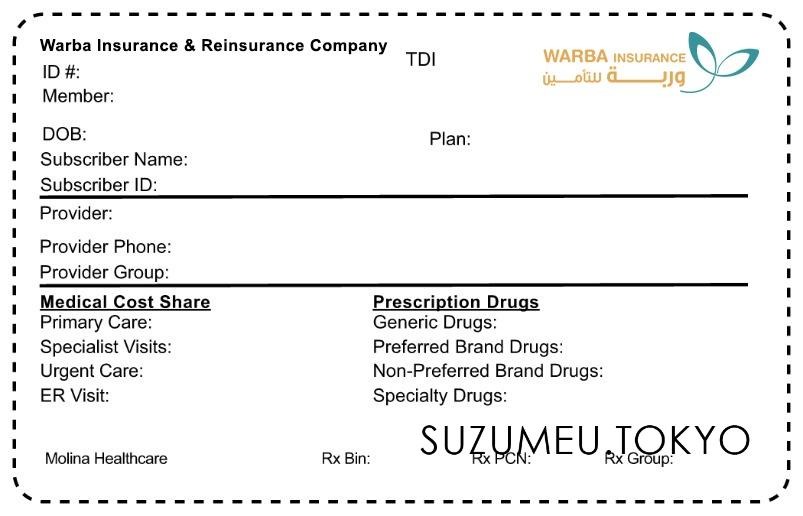 Warba Insurance & Reinsurance Company
TDI
WARBA INSURANCE
وربة للتأمين
ID #:
Member:
DOB:
Plan:
Subscriber Name:
Subscriber ID:
Provider:
Provider Phone:
Provider Group:
Medical Cost Share
Prescription Drugs
Primary Care:
Generic Drugs:
Specialist Visits:
Preferred Brand Drugs:
Urgent Care:
Non-Preferred Brand Drugs:
ER Visit:
Specialty Drugs:
SUZUMEU.TOKYO
Molina Healthcare
Rx Bin:
Rx PCN:
Rx Group: